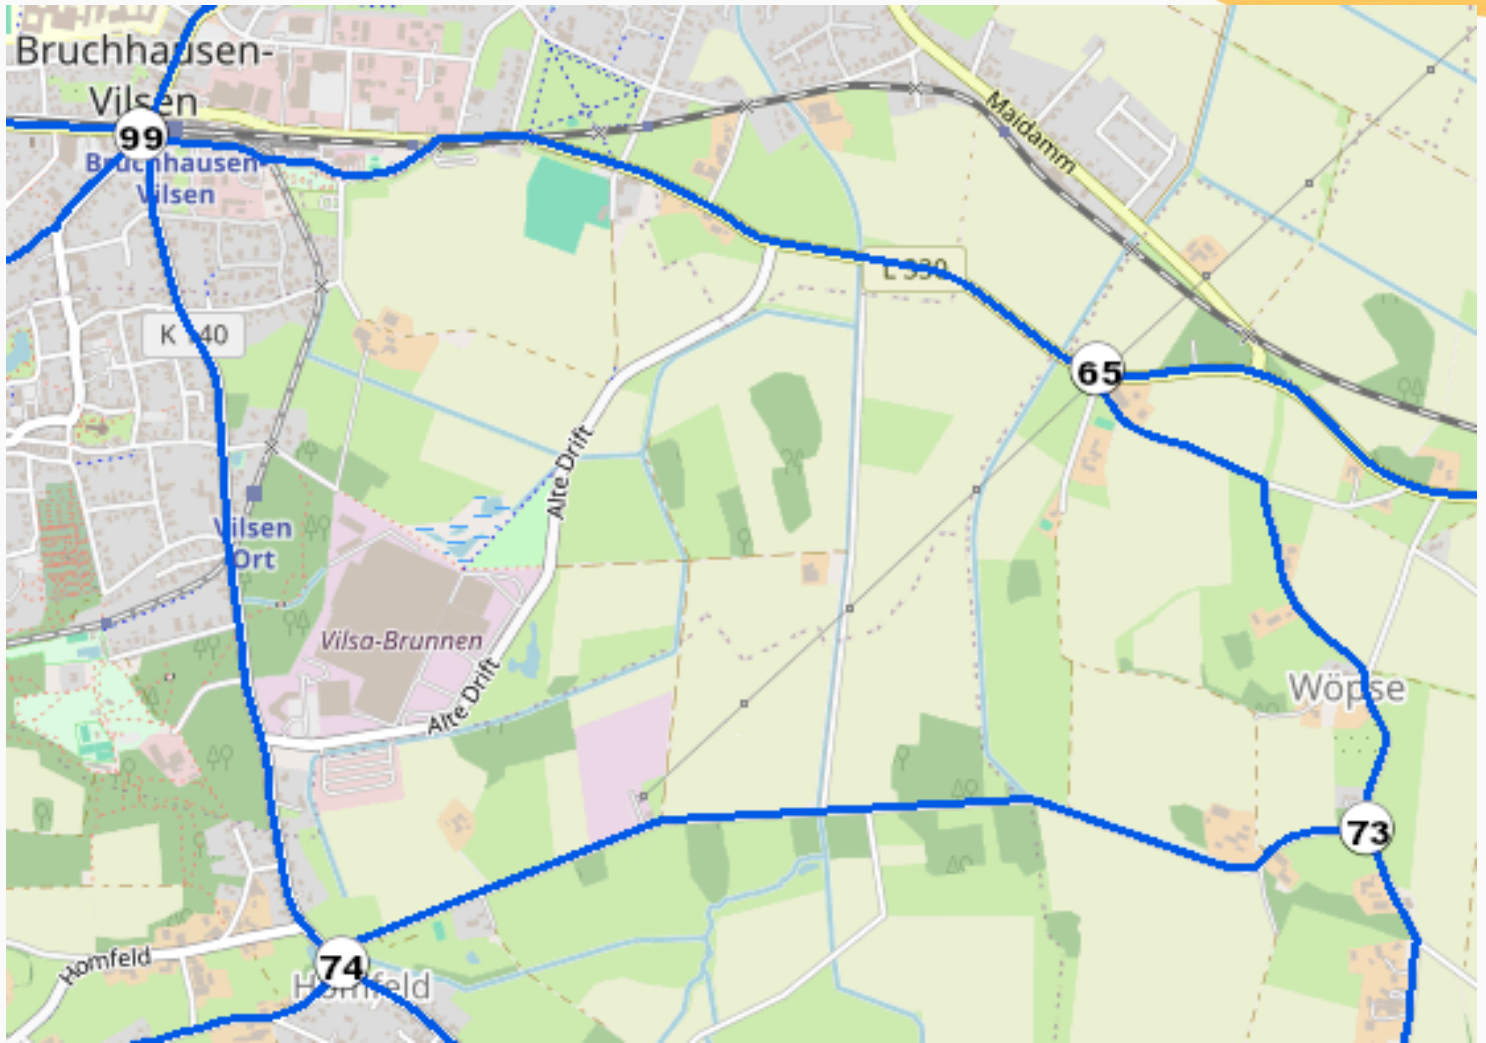 Bruchhausen-
Vilsen
99
Bruchhausen
Vilsen
Maidamm
L 330
K 140
65
Alte Drift
Vilsen
Ort
Vilsa-Brunnen
Alte Drift
Wöpse
73
Homfeld
74
Homfeld